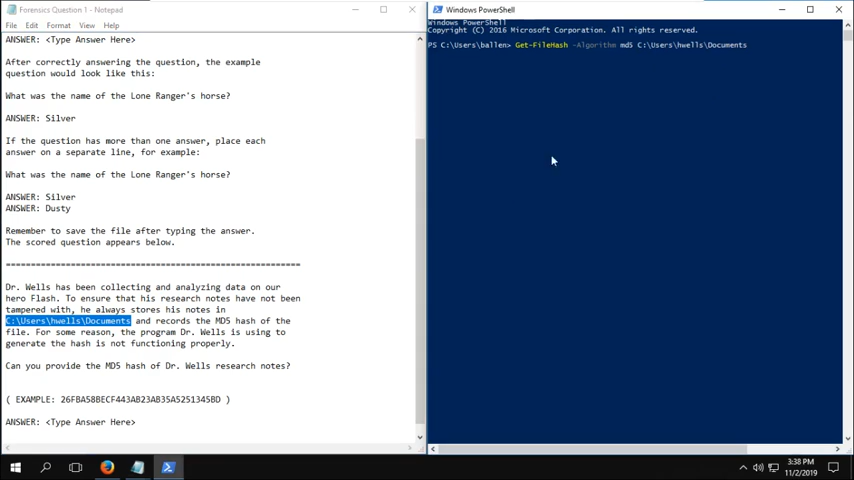 Forensics Question 1 - Notepad
File Edit Format View Help
ANSWER: <Type Answer Here>
After correctly answering the question, the example
question would look like this:
What was the name of the Lone Ranger's horse?
ANSWER: Silver
If the question has more than one answer, place each
answer on a separate line, for example:
What was the name of the Lone Ranger's horse?
ANSWER: Silver
ANSWER: Dusty
Remember to save the file after typing the answer.
The scored question appears below.
===========================================================
Dr. Wells has been collecting and analyzing data on our
hero Flash. To ensure that his research notes have not been
tampered with, he always stores his notes in
C:\Users\hwells\Documents and records the MD5 hash of the
file. For some reason, the program Dr. Wells is using to
generate the hash is not functioning properly.
Can you provide the MD5 hash of Dr. Wells research notes?
( EXAMPLE: 26FBA58BECF443AB23AB35A5251345BD )
ANSWER: <Type Answer Here>
Windows PowerShell
Windows PowerShell
Copyright (C) 2016 Microsoft Corporation. All rights reserved.
PS C:\Users\ballen> Get-FileHash -Algorithm md5 C:\Users\hwells\Documents
3:38 PM
11/2/2019